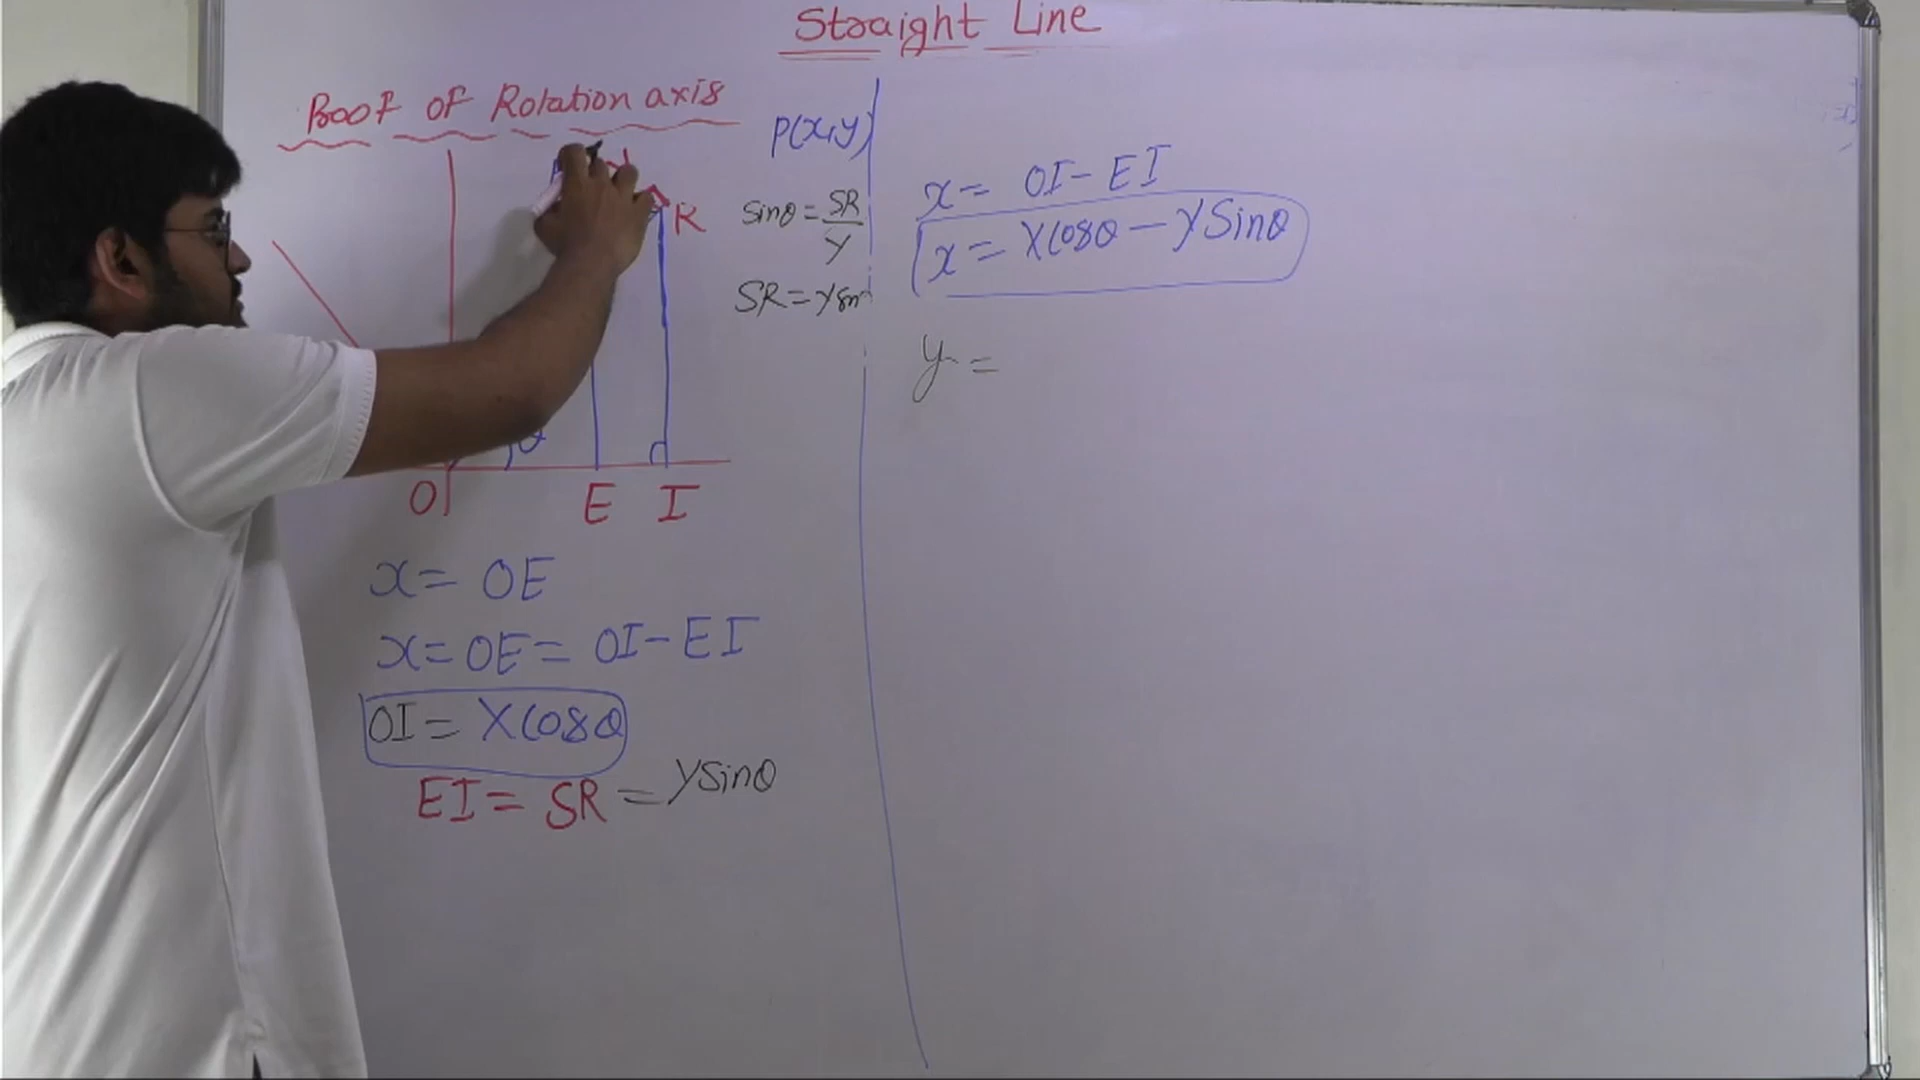 Straight Line
Proof of Rotation axis
P(x,y)
R
sinθ = SR/Y
SR = Ysin
θ
O E I
x = OE
x = OE = OI - EI
OI = X Cosθ
EI = SR = Y sinθ
x = OI - EI
x = X Cosθ - Y Sinθ
y =